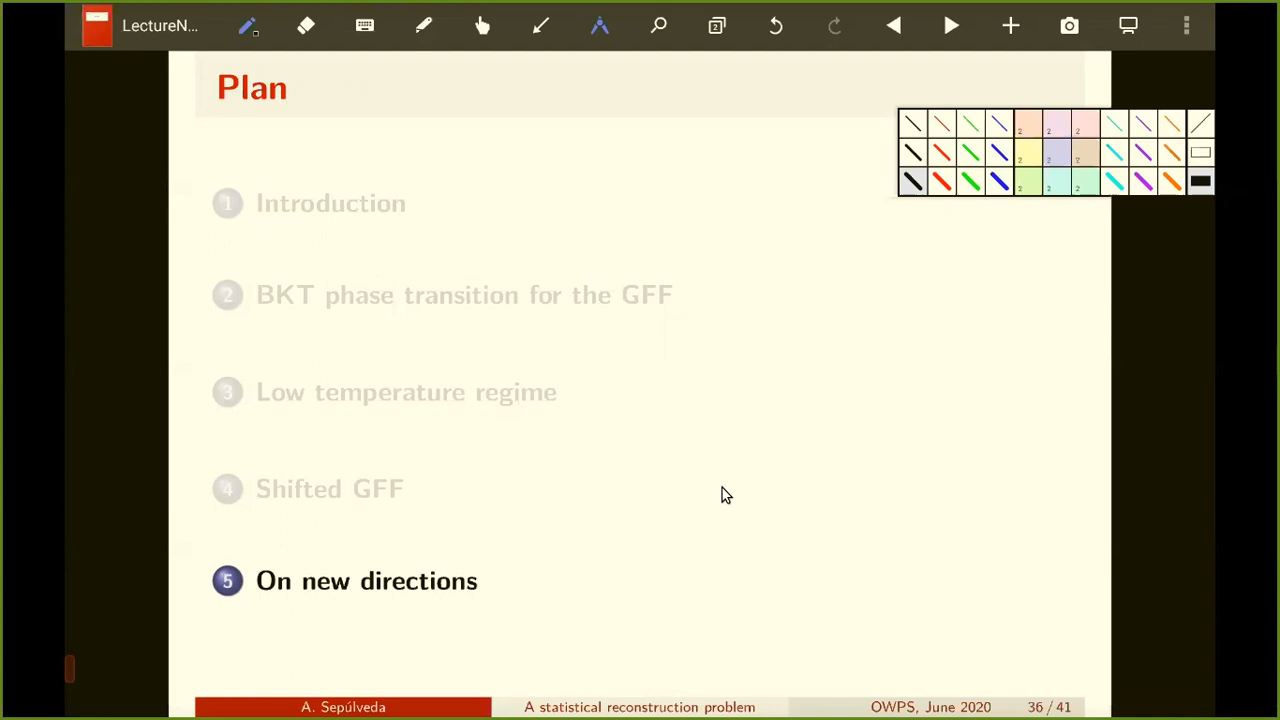 LectureN...
Plan
1 Introduction
2 BKT phase transition for the GFF
3 Low temperature regime
4 Shifted GFF
5 On new directions
A. Sepúlveda
A statistical reconstruction problem
OWPS, June 2020
36 / 41